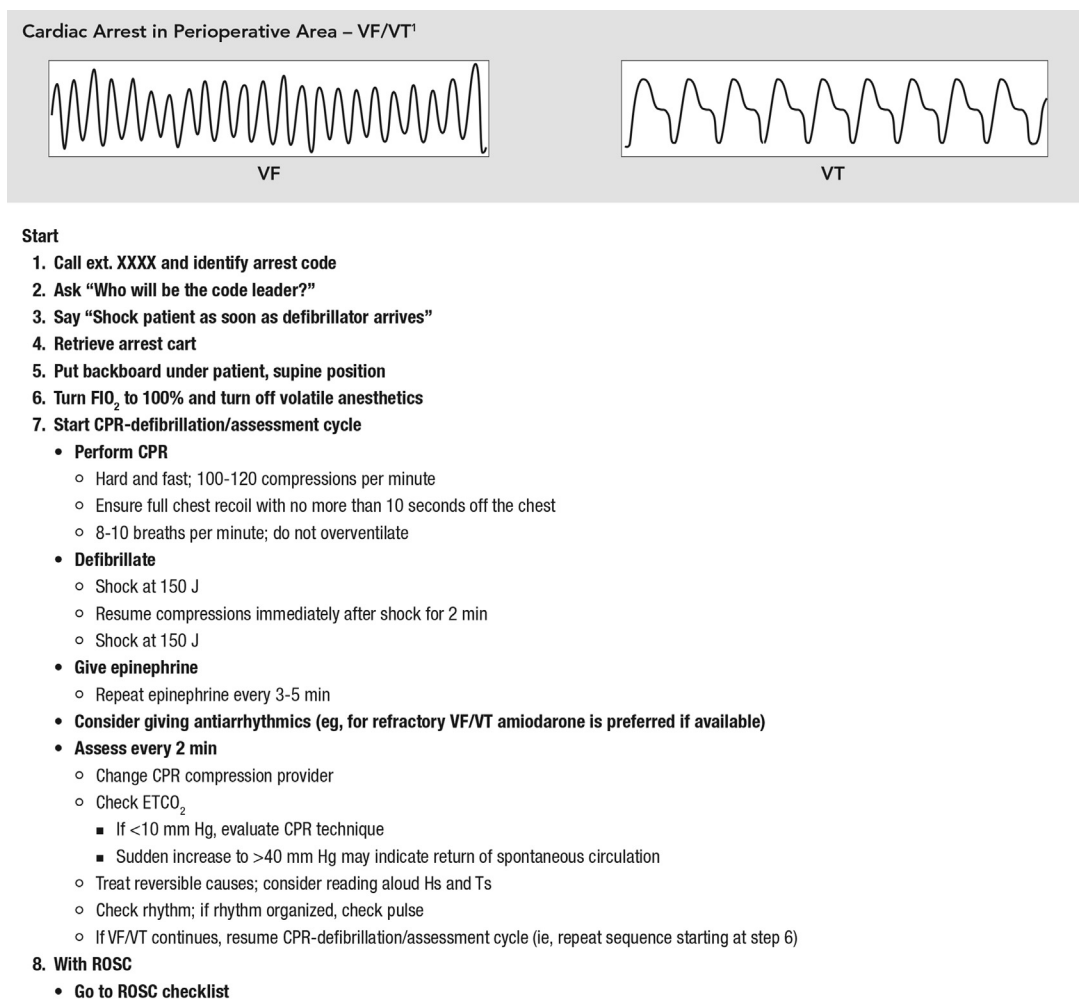 Cardiac Arrest in Perioperative Area – VF/VT¹
VF
VT
Start
1. Call ext. XXXX and identify arrest code
2. Ask “Who will be the code leader?”
3. Say “Shock patient as soon as defibrillator arrives”
4. Retrieve arrest cart
5. Put backboard under patient, supine position
6. Turn FIO₂ to 100% and turn off volatile anesthetics
7. Start CPR-defibrillation/assessment cycle
• Perform CPR
○ Hard and fast; 100-120 compressions per minute
○ Ensure full chest recoil with no more than 10 seconds off the chest
○ 8-10 breaths per minute; do not overventilate
• Defibrillate
○ Shock at 150 J
○ Resume compressions immediately after shock for 2 min
○ Shock at 150 J
• Give epinephrine
○ Repeat epinephrine every 3-5 min
• Consider giving antiarrhythmics (eg, for refractory VF/VT amiodarone is preferred if available)
• Assess every 2 min
○ Change CPR compression provider
○ Check ETCO₂
■ If <10 mm Hg, evaluate CPR technique
■ Sudden increase to >40 mm Hg may indicate return of spontaneous circulation
○ Treat reversible causes; consider reading aloud Hs and Ts
○ Check rhythm; if rhythm organized, check pulse
○ If VF/VT continues, resume CPR-defibrillation/assessment cycle (ie, repeat sequence starting at step 6)
8. With ROSC
• Go to ROSC checklist